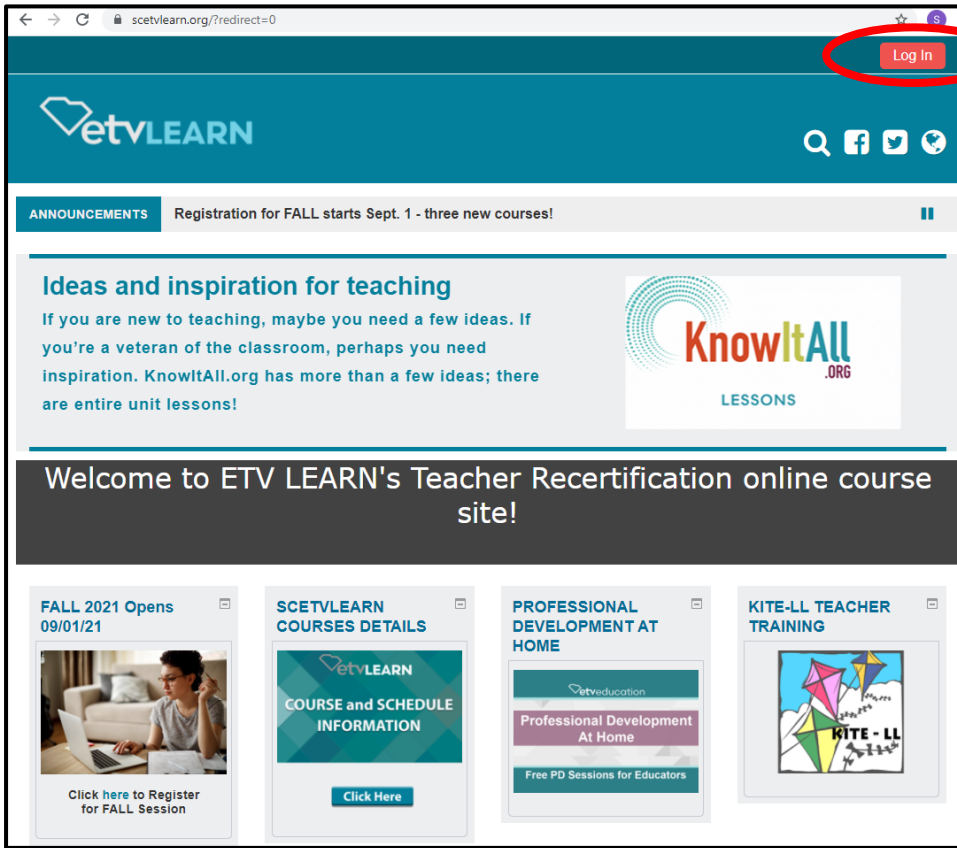 scetvlearn.org/?redirect=0
S
Log In
etvLEARN
ANNOUNCEMENTS Registration for FALL starts Sept. 1 - three new courses!
Ideas and inspiration for teaching
If you are new to teaching, maybe you need a few ideas. If
you're a veteran of the classroom, perhaps you need
inspiration. KnowItAll.org has more than a few ideas; there
are entire unit lessons!
KnowItAll
.ORG
LESSONS
Welcome to ETV LEARN's Teacher Recertification online course
site!
FALL 2021 Opens
09/01/21
Click here to Register
for FALL Session
SCETVLEARN
COURSES DETAILS
etvLEARN
COURSE and SCHEDULE
INFORMATION
Click Here
PROFESSIONAL
DEVELOPMENT AT
HOME
etveducation
Professional Development
At Home
Free PD Sessions for Educators
KITE-LL TEACHER
TRAINING
KITE - LL